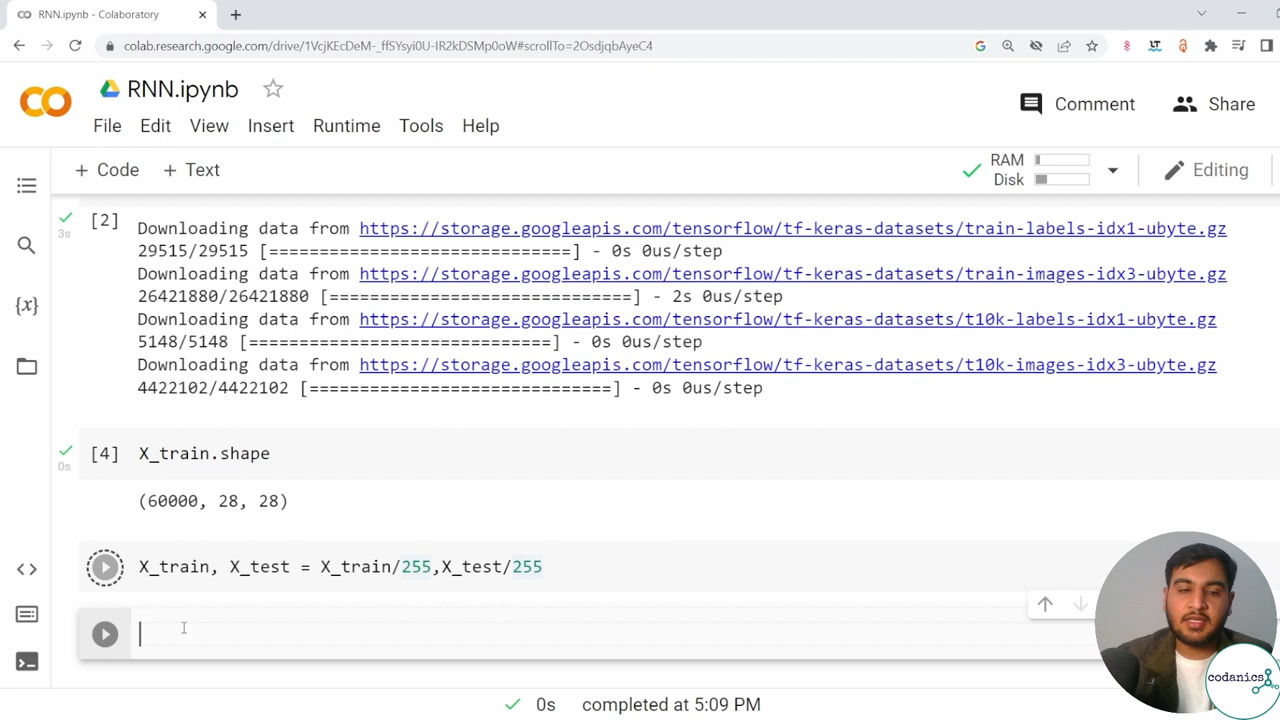 RNN.ipynb - Colaboratory
colab.research.google.com/drive/1VcjKEcDeM-_ffSYsyi0U-IR2kDSMp0oW#scrollTo=2OsdjqbAyeC4
RNN.ipynb
File Edit View Insert Runtime Tools Help
Comment
Share
+ Code + Text
RAM
Disk
Editing
[2]
3s
Downloading data from https://storage.googleapis.com/tensorflow/tf-keras-datasets/train-labels-idx1-ubyte.gz
29515/29515 [==============================] - 0s 0us/step
Downloading data from https://storage.googleapis.com/tensorflow/tf-keras-datasets/train-images-idx3-ubyte.gz
26421880/26421880 [==============================] - 2s 0us/step
Downloading data from https://storage.googleapis.com/tensorflow/tf-keras-datasets/t10k-labels-idx1-ubyte.gz
5148/5148 [==============================] - 0s 0us/step
Downloading data from https://storage.googleapis.com/tensorflow/tf-keras-datasets/t10k-images-idx3-ubyte.gz
4422102/4422102 [==============================] - 0s 0us/step
[4]
0s
X_train.shape
(60000, 28, 28)
X_train, X_test = X_train/255,X_test/255
codanics
0s completed at 5:09 PM